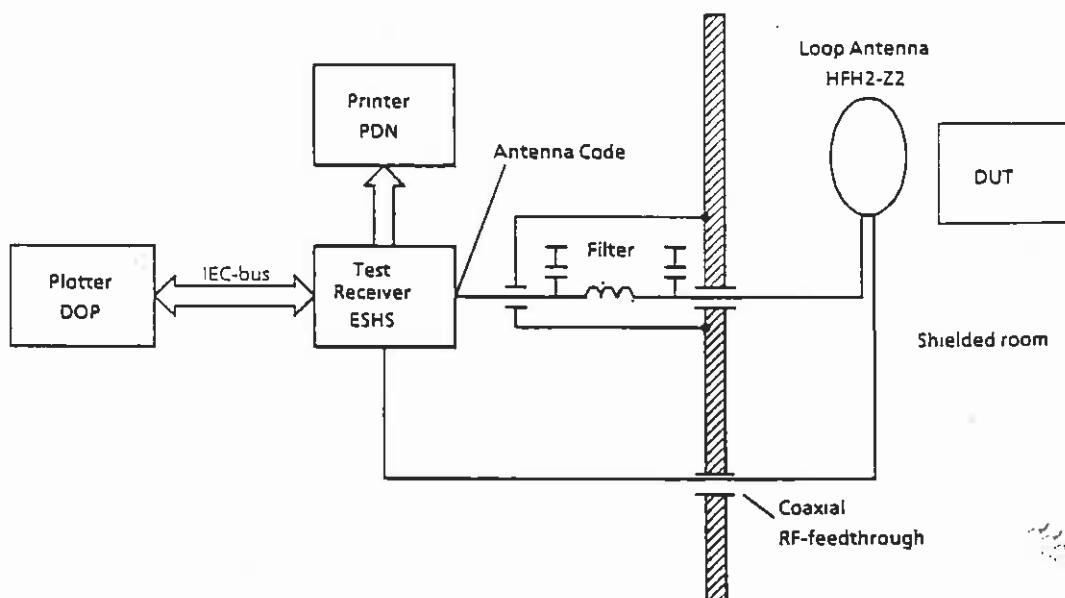 Loop Antenna
HFH2-Z2
Printer
PDN
Antenna Code
DUT
Filter
IEC-bus
Plotter
DOP
Test
Receiver
ESHS
Shielded room
Coaxial
RF-feedthrough